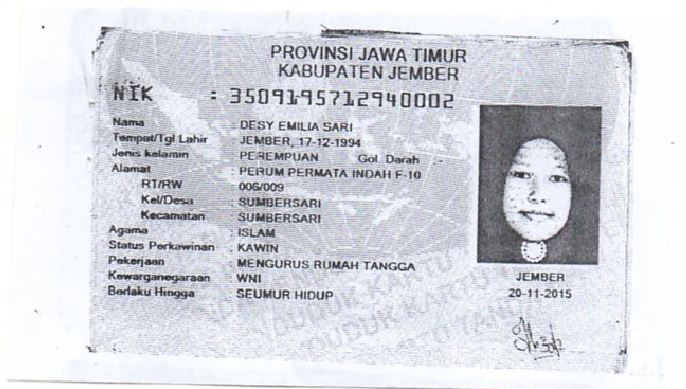 PROVINSI JAWA TIMUR
KABUPATEN JEMBER
NIK : 3509195712940002
Nama : DESY EMILIA SARI
Tempat/Tgl Lahir : JEMBER, 17-12-1994
Jenis kelamin : PEREMPUAN Gol. Darah -
Alamat : PERUM PERMATA INDAH F-10
RT/RW : 006/009
Kel/Desa : SUMBERSARI
Kecamatan : SUMBERSARI
Agama : ISLAM
Status Perkawinan : KAWIN
Pekerjaan : MENGURUS RUMAH TANGGA
Kewarganegaraan : WNI
Berlaku Hingga : SEUMUR HIDUP
JEMBER
20-11-2015